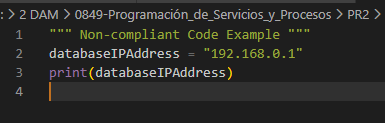 : > 2 DAM > 0849-Programación_de_Servicios_y_Procesos > PR2 >
1 """ Non-compliant Code Example """
2 databaseIPAddress = "192.168.0.1"
3 print(databaseIPAddress)
4